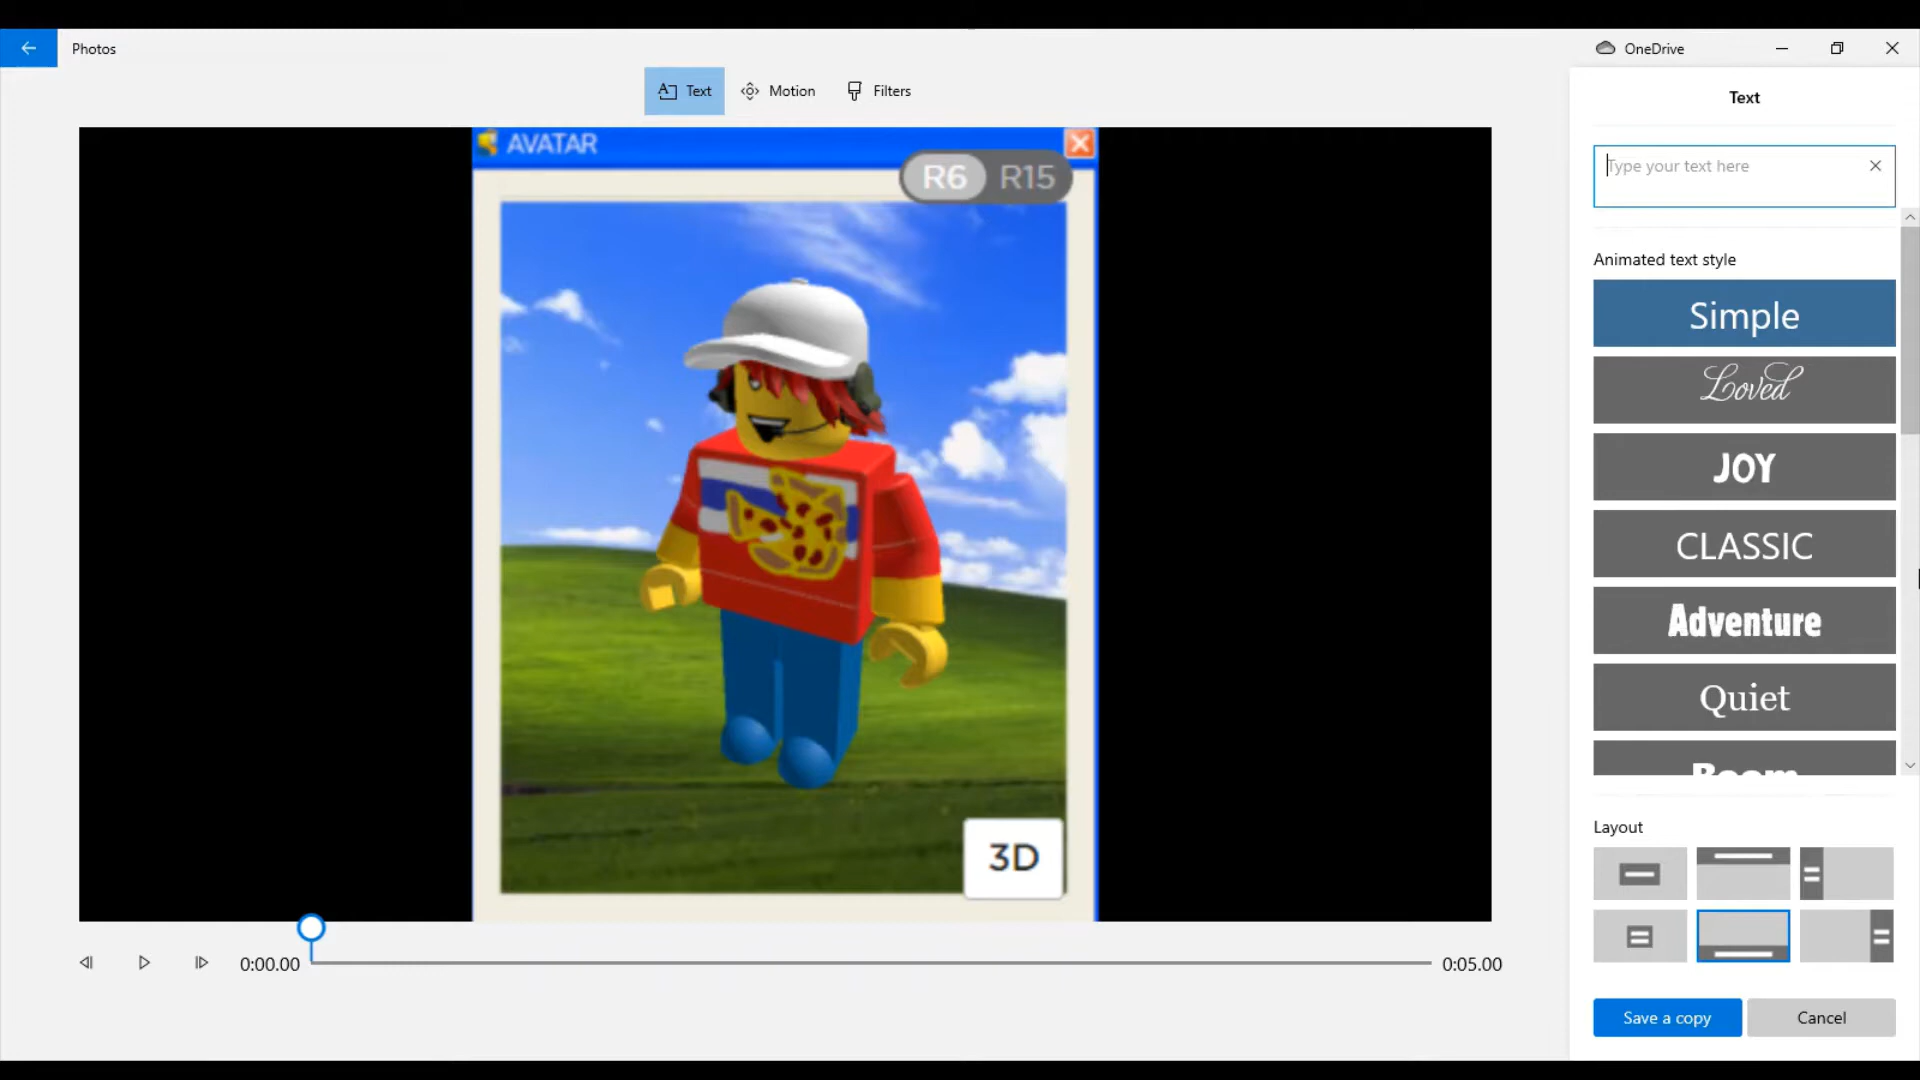 Photos
OneDrive
Text
Motion
Filters
Text
AVATAR
R6 R15
Type your text here
Animated text style
Simple
Loved
JOY
CLASSIC
Adventure
Quiet
Boom
3D
Layout
0:00.00
0:05.00
Save a copy
Cancel